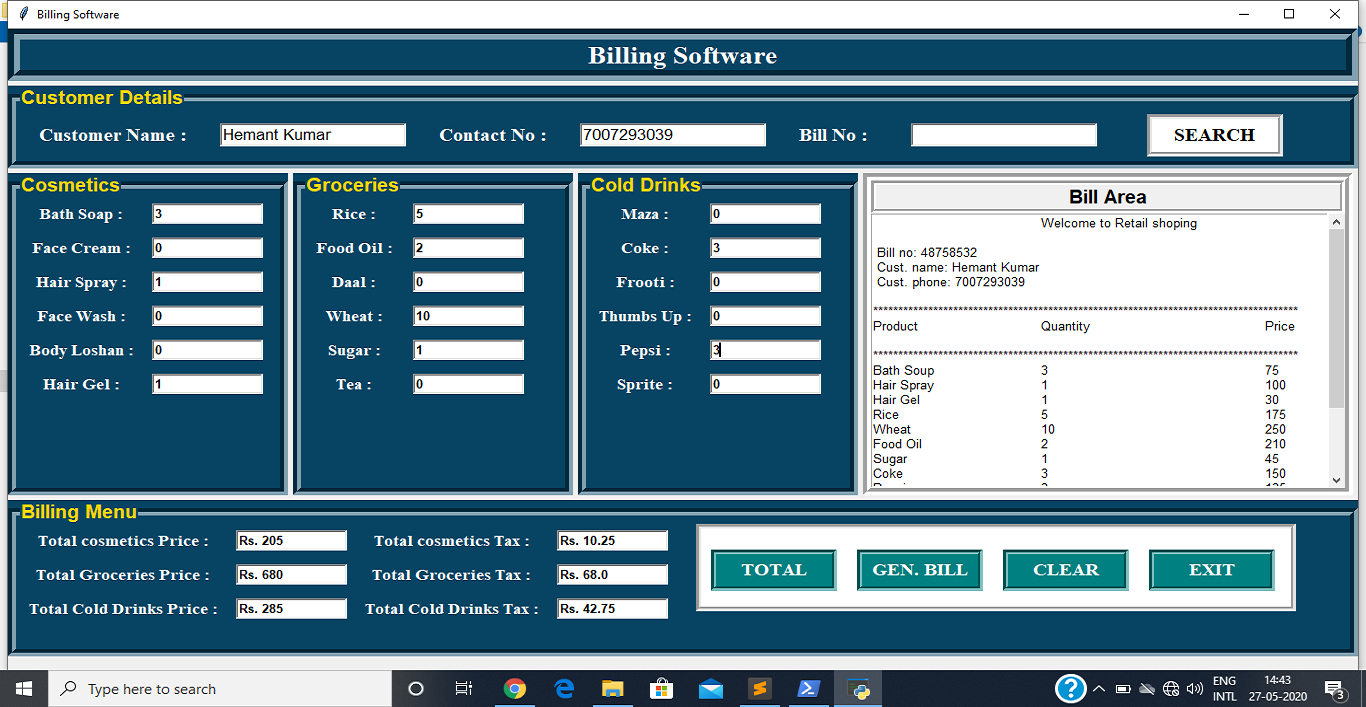 Billing Software
Billing Software
Customer Details
Customer Name : Hemant Kumar Contact No : 7007293039 Bill No : SEARCH
Cosmetics
Bath Soap : 3
Face Cream : 0
Hair Spray : 1
Face Wash : 0
Body Loshan : 0
Hair Gel : 1
Groceries
Rice : 5
Food Oil : 2
Daal : 0
Wheat : 10
Sugar : 1
Tea : 0
Cold Drinks
Maza : 0
Coke : 3
Frooti : 0
Thumbs Up : 0
Pepsi : 3
Sprite : 0
Bill Area
Welcome to Retail shoping
Bill no: 48758532
Cust. name: Hemant Kumar
Cust. phone: 7007293039
Product Quantity Price
Bath Soup 3 75
Hair Spray 1 100
Hair Gel 1 30
Rice 5 175
Wheat 10 250
Food Oil 2 210
Sugar 1 45
Coke 3 150
Billing Menu
Total cosmetics Price : Rs. 205 Total cosmetics Tax : Rs. 10.25
Total Groceries Price : Rs. 680 Total Groceries Tax : Rs. 68.0
Total Cold Drinks Price : Rs. 285 Total Cold Drinks Tax : Rs. 42.75
TOTAL GEN. BILL CLEAR EXIT
Type here to search
ENG
INTL
14:43
27-05-2020
3